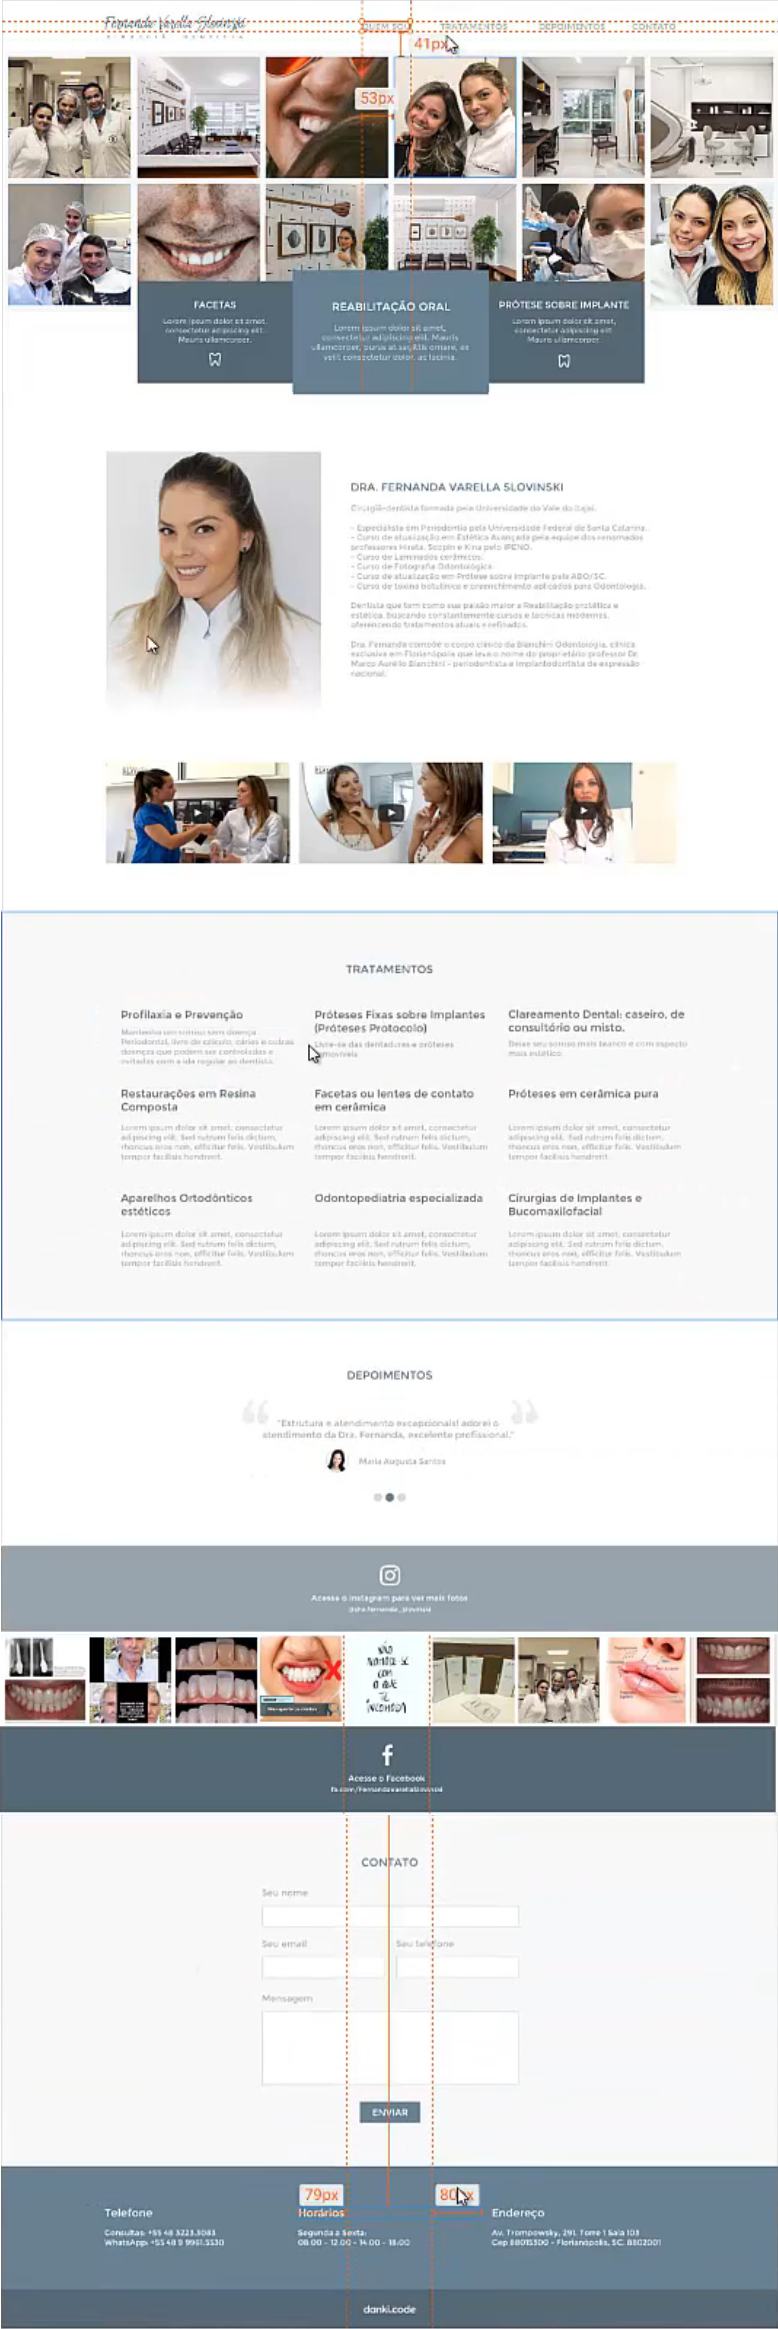 Fernanda Varella Slovinski
QUEM SOU TRATAMENTOS DEPOIMENTOS CONTATO
41px
53px
FACETAS
Lorem ipsum dolor sit amet,
consectetur adipiscing elit.
Mauris ullamcorper.
REABILITAÇÃO ORAL
Lorem ipsum dolor sit amet,
consectetur adipiscing elit. Mauris
ullamcorper, purus at sagittis ornare, ex
velit consectetur dolor, ac lacinia.
PRÓTESE SOBRE IMPLANTE
Lorem ipsum dolor sit amet,
consectetur adipiscing elit.
Mauris ullamcorper.
DRA. FERNANDA VARELLA SLOVINSKI
Cirurgiã-dentista formada pela Universidade do Vale do Itajaí.
- Especialista em Periodontia pela Universidade Federal de Santa Catarina.
- Curso de atualização em Estética Avançada pela equipe dos renomados
professores Hirata, Scopin e Kina pelo IPENO.
- Curso de Laminados cerâmicos.
- Curso de Fotografia Odontológica
- Curso de atualização em Prótese sobre Implante pela ABO/SC.
- Curso de toxina botulínica e preenchimento aplicados para Odontologia.
Dentista que tem como sua paixão maior a Reabilitação protética e
estética, buscando constantemente cursos e técnicas modernas,
oferecendo tratamentos atuais e refinados.
Dra. Fernanda compõe o corpo clínico da Bianchini Odontologia, clínica
exclusiva em Florianópolis que leva o nome do proprietário professor Dr.
Marco Aurélio Bianchini - periodontista e implantodontista de expressão
nacional.
TRATAMENTOS
Profilaxia e Prevenção
Mantenha um sorriso sem doença
Periodontal, livre de cálculo, cáries e outras
doenças que podem ser controladas e
evitadas com a ida regular ao dentista.
Próteses Fixas sobre Implantes
(Próteses Protocolo)
Livre-se das dentaduras e próteses
removíveis
Clareamento Dental: caseiro, de
consultório ou misto.
Deixe seu sorriso mais branco e com aspecto
mais estético.
Restaurações em Resina
Composta
Lorem ipsum dolor sit amet, consectetur
adipiscing elit. Sed rutrum felis dictum,
rhoncus eros non, efficitur felis. Vestibulum
tempor facilisis hendrerit.
Facetas ou lentes de contato
em cerâmica
Lorem ipsum dolor sit amet, consectetur
adipiscing elit. Sed rutrum felis dictum,
rhoncus eros non, efficitur felis. Vestibulum
tempor facilisis hendrerit.
Próteses em cerâmica pura
Lorem ipsum dolor sit amet, consectetur
adipiscing elit. Sed rutrum felis dictum,
rhoncus eros non, efficitur felis. Vestibulum
tempor facilisis hendrerit.
Aparelhos Ortodônticos
estéticos
Lorem ipsum dolor sit amet, consectetur
adipiscing elit. Sed rutrum felis dictum,
rhoncus eros non, efficitur felis. Vestibulum
tempor facilisis hendrerit.
Odontopediatria especializada
Lorem ipsum dolor sit amet, consectetur
adipiscing elit. Sed rutrum felis dictum,
rhoncus eros non, efficitur felis. Vestibulum
tempor facilisis hendrerit.
Cirurgias de Implantes e
Bucomaxilofacial
Lorem ipsum dolor sit amet, consectetur
adipiscing elit. Sed rutrum felis dictum,
rhoncus eros non, efficitur felis. Vestibulum
tempor facilisis hendrerit.
DEPOIMENTOS
"Estrutura e atendimento excepcionais! adorei o
atendimento da Dra. Fernanda, excelente profissional."
Maria Augusta Santos
Acesse o Instagram para ver mais fotos
@dra.fernanda_slovinski
NÃO
ACOSTUME-SE
COM
O QUE
TE
INCOMODA
Acesse o Facebook
fb.com/FernandaVarellaSlovinski
CONTATO
Seu nome
Seu email
Seu telefone
Mensagem
ENVIAR
79px
80px
Telefone
Consultas: +55 48 3223.3083
WhatsApp: +55 48 9 9961.5530
Horários
Segunda a Sexta:
08:00 - 12:00 - 14:00 - 18:00
Endereço
Av. Trompowsky, 291. Torre 1 Sala 103
Cep 88015300 - Florianópolis, SC. 8802001
danki.code